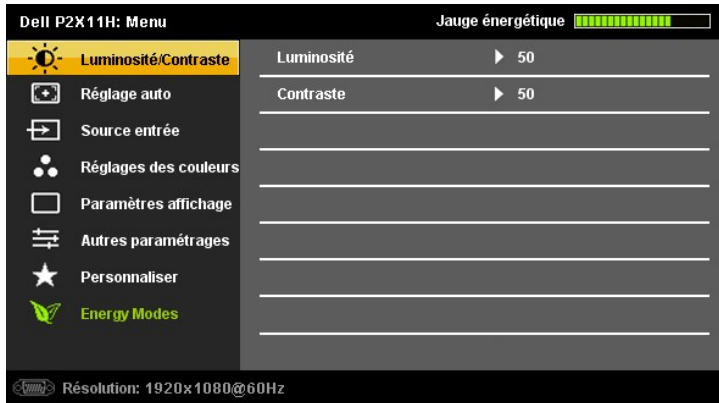 Dell P2X11H: Menu
Jauge énergétique
Luminosité/Contraste
Luminosité 50
Réglage auto
Contraste 50
Source entrée
Réglages des couleurs
Paramètres affichage
Autres paramétrages
Personnaliser
Energy Modes
Résolution: 1920x1080@60Hz